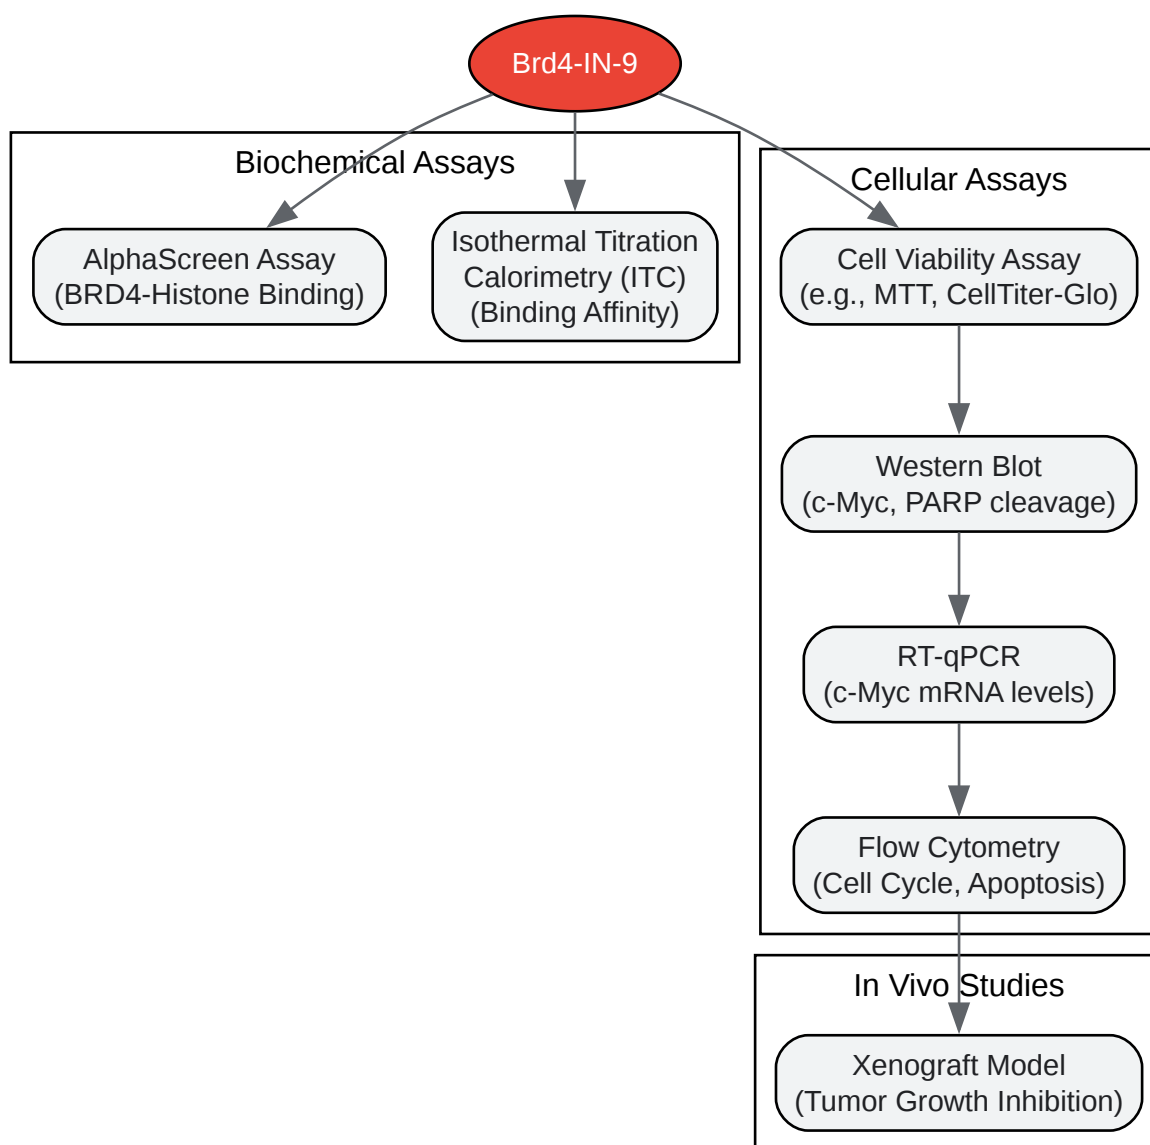 Brd4-IN-9
Biochemical Assays
AlphaScreen Assay
(BRD4-Histone Binding)
Isothermal Titration
Calorimetry (ITC)
(Binding Affinity)
Cellular Assays
Cell Viability Assay
(e.g., MTT, CellTiter-Glo)
Western Blot
(c-Myc, PARP cleavage)
RT-qPCR
(c-Myc mRNA levels)
Flow Cytometry
(Cell Cycle, Apoptosis)
In Vivo Studies
Xenograft Model
(Tumor Growth Inhibition)